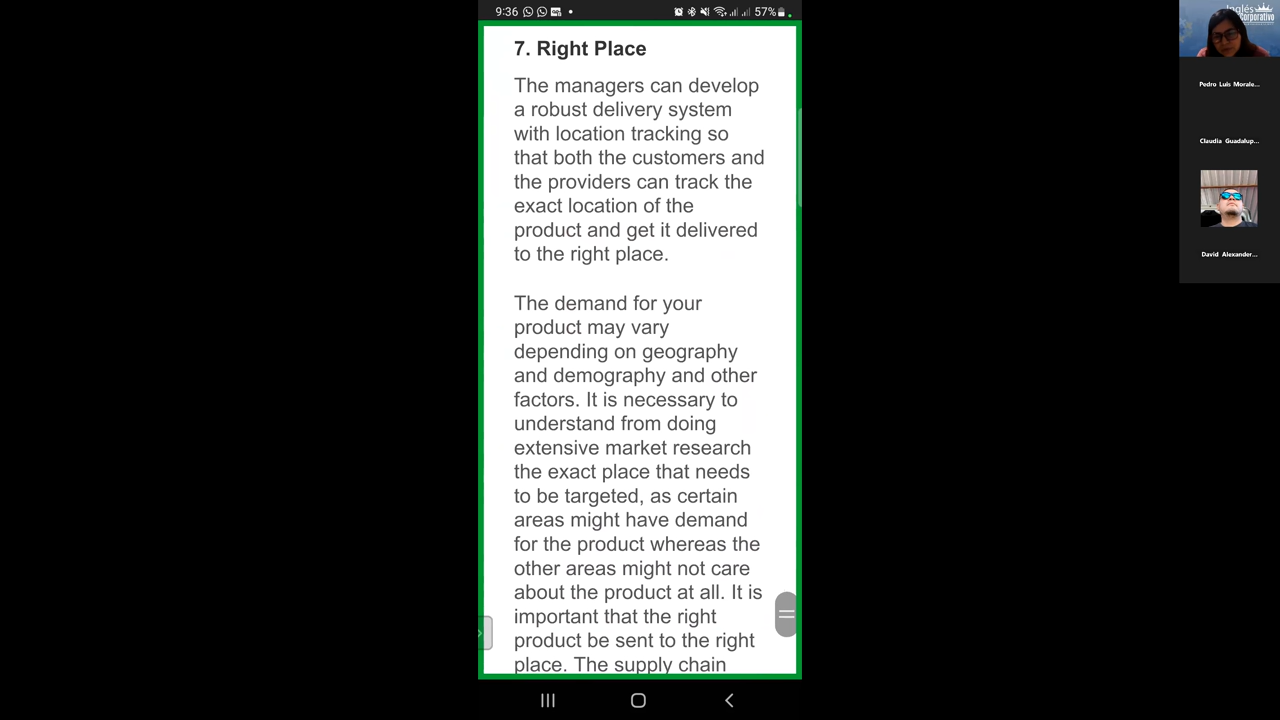 9:36
57%
7. Right Place
The managers can develop
a robust delivery system
with location tracking so
that both the customers and
the providers can track the
exact location of the
product and get it delivered
to the right place.
The demand for your
product may vary
depending on geography
and demography and other
factors. It is necessary to
understand from doing
extensive market research
the exact place that needs
to be targeted, as certain
areas might have demand
for the product whereas the
other areas might not care
about the product at all. It is
important that the right
product be sent to the right
place. The supply chain
Inglés
Corporativo
Pedro Luis Morale...
Claudia Guadalup...
David Alexander...